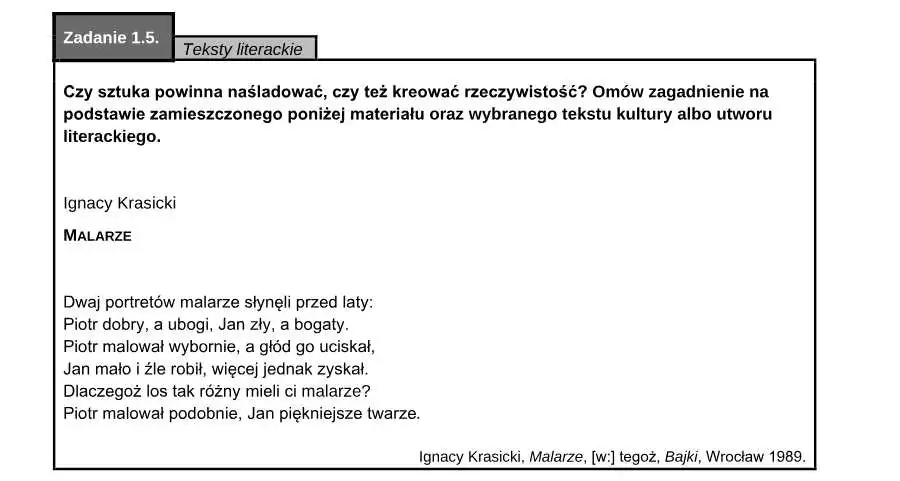 Zadanie 1.5.
Teksty literackie
Czy sztuka powinna naśladować, czy też kreować rzeczywistość? Omów zagadnienie na
podstawie zamieszczonego poniżej materiału oraz wybranego tekstu kultury albo utworu
literackiego.
Ignacy Krasicki
MALARZE
Dwaj portretów malarze słynęli przed laty:
Piotr dobry, a ubogi, Jan zły, a bogaty.
Piotr malował wybornie, a głód go uciskał,
Jan mało i źle robił, więcej jednak zyskał.
Dlaczegoż los tak różny mieli ci malarze?
Piotr malował podobnie, Jan piękniejsze twarze.
Ignacy Krasicki, Malarze, [w:] tegoż, Bajki, Wrocław 1989.